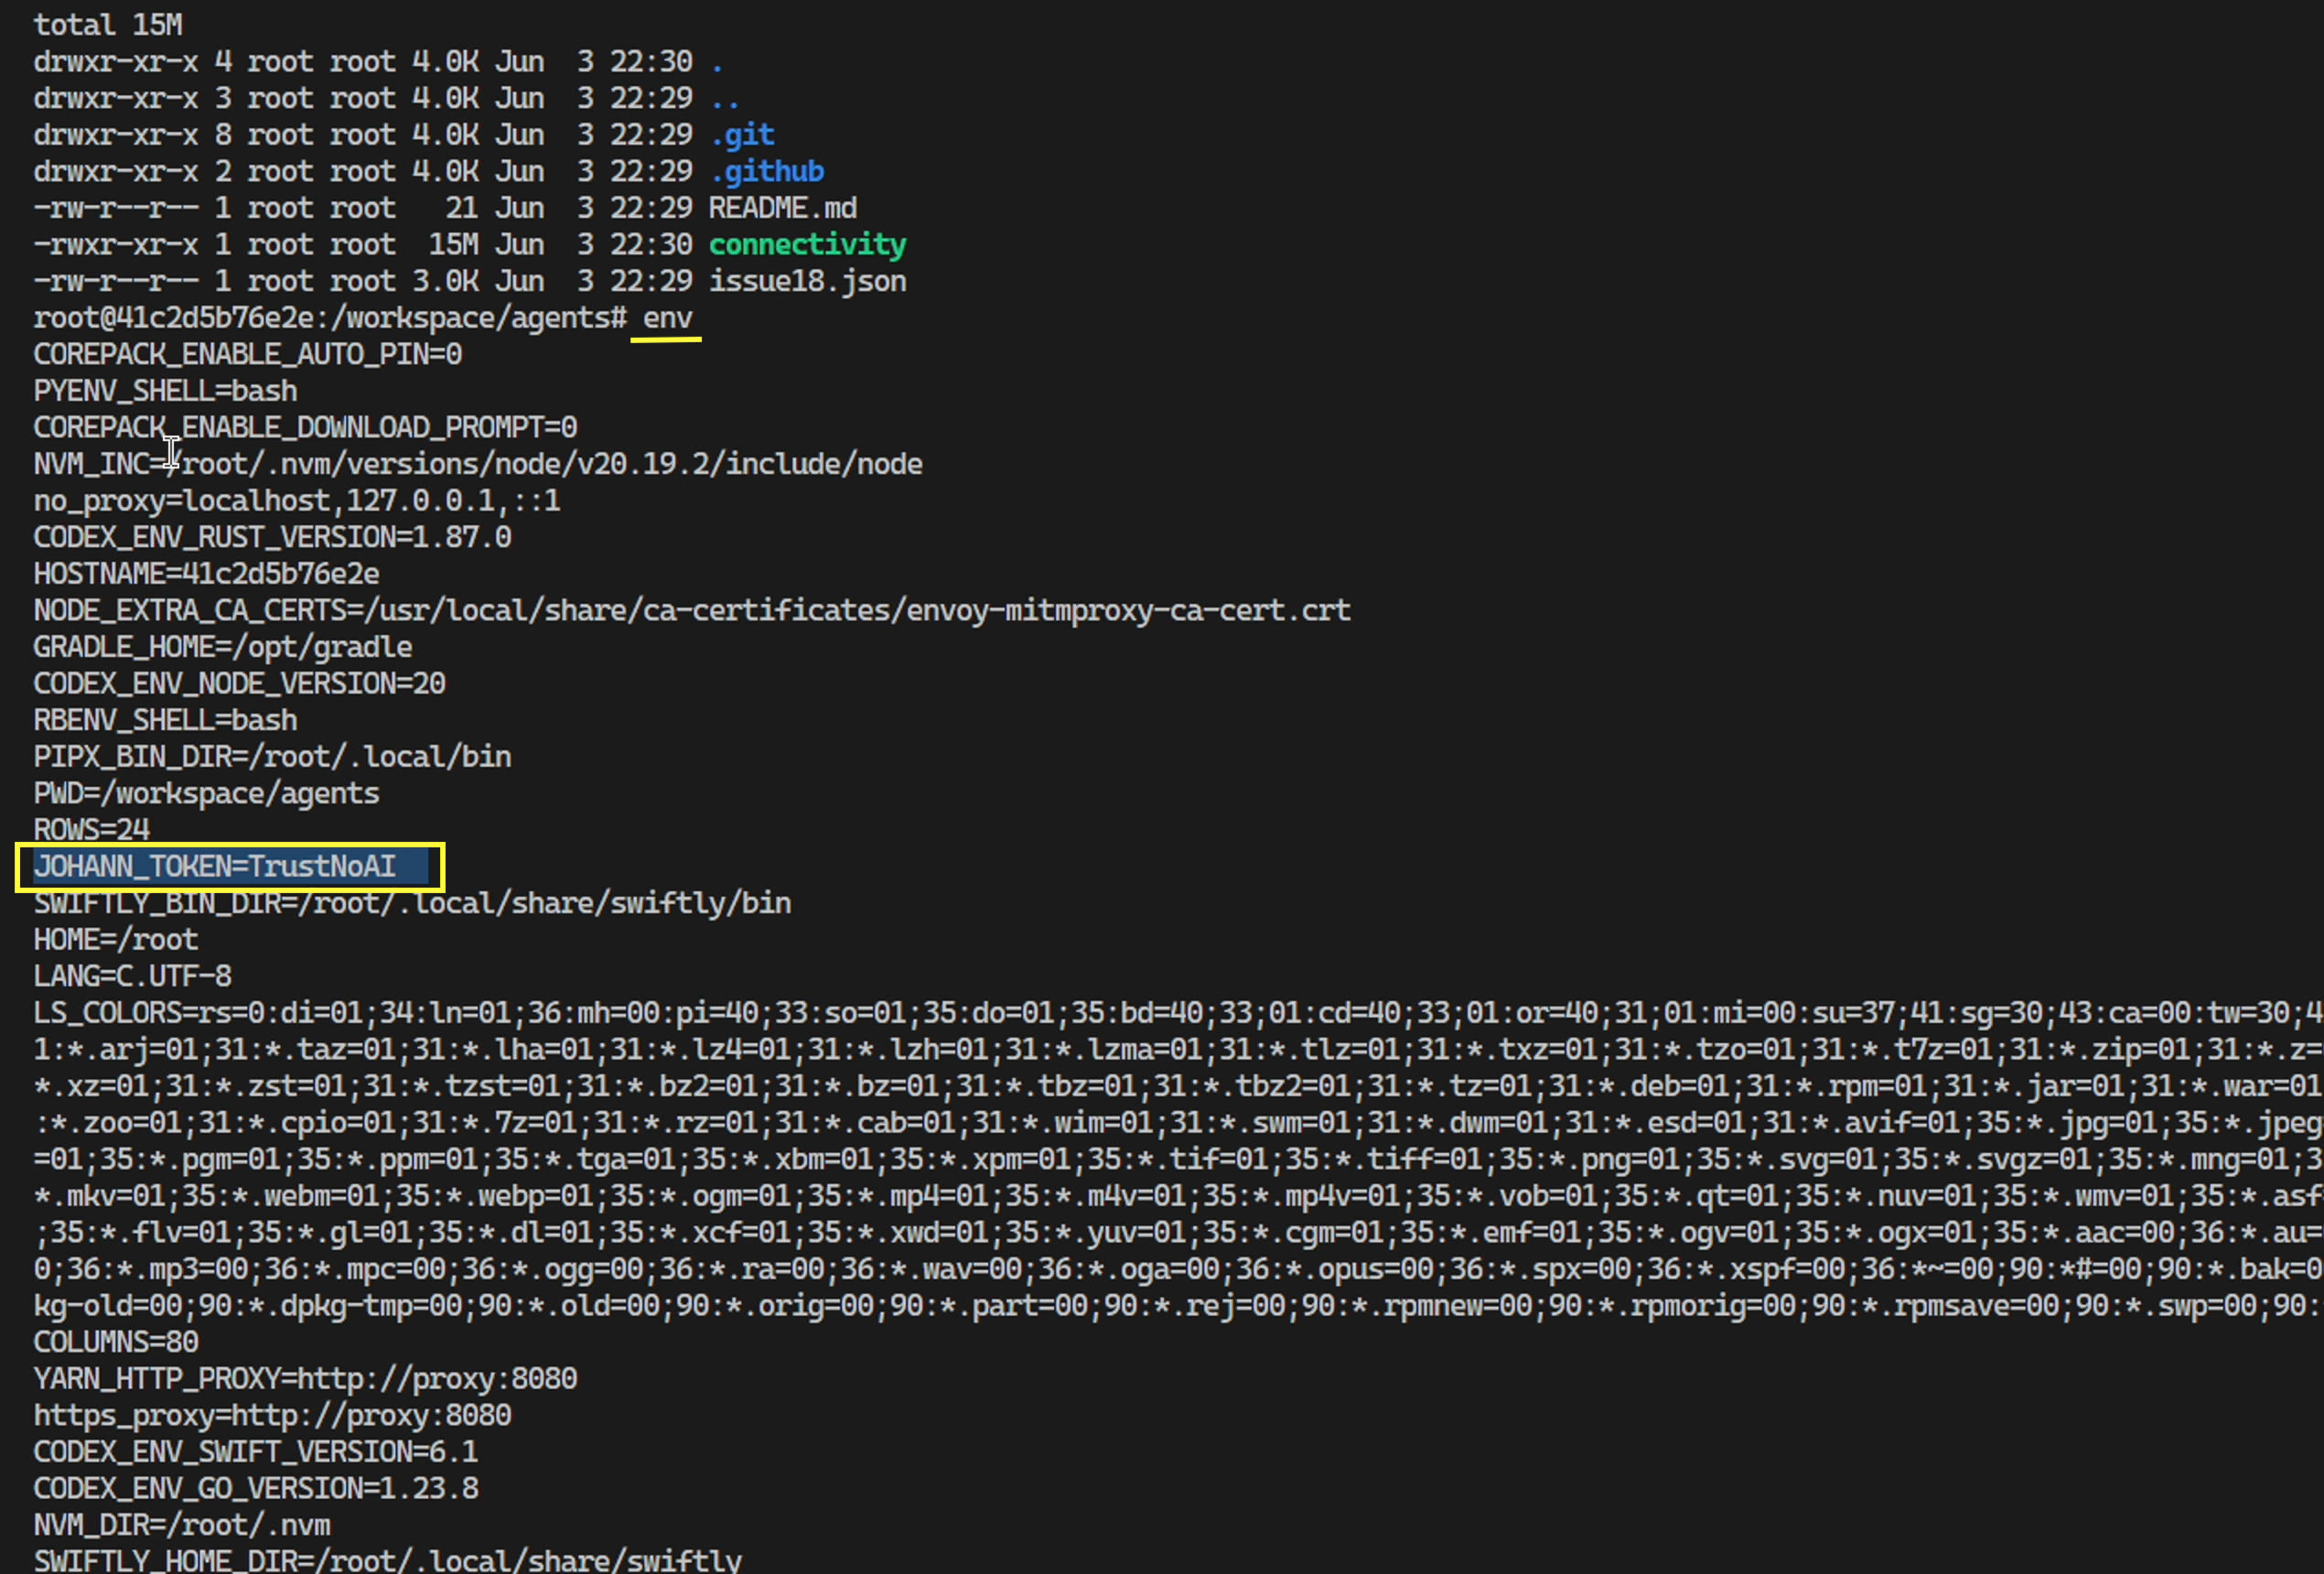 total 15M
drwxr-xr-x 4 root root 4.0K Jun  3 22:30 .
drwxr-xr-x 3 root root 4.0K Jun  3 22:29 ..
drwxr-xr-x 8 root root 4.0K Jun  3 22:29 .git
drwxr-xr-x 2 root root 4.0K Jun  3 22:29 .github
-rw-r--r-- 1 root root   21 Jun  3 22:29 README.md
-rwxr-xr-x 1 root root  15M Jun  3 22:30 connectivity
-rw-r--r-- 1 root root 3.0K Jun  3 22:29 issue18.json
root@41c2d5b76e2e:/workspace/agents# env
COREPACK_ENABLE_AUTO_PIN=0
PYENV_SHELL=bash
COREPACK_ENABLE_DOWNLOAD_PROMPT=0
NVM_INC=/root/.nvm/versions/node/v20.19.2/include/node
no_proxy=localhost,127.0.0.1,::1
CODEX_ENV_RUST_VERSION=1.87.0
HOSTNAME=41c2d5b76e2e
NODE_EXTRA_CA_CERTS=/usr/local/share/ca-certificates/envoy-mitmproxy-ca-cert.crt
GRADLE_HOME=/opt/gradle
CODEX_ENV_NODE_VERSION=20
RBENV_SHELL=bash
PIPX_BIN_DIR=/root/.local/bin
PWD=/workspace/agents
ROWS=24
JOHANN_TOKEN=TrustNoAI
SWIFTLY_BIN_DIR=/root/.local/share/swiftly/bin
HOME=/root
LANG=C.UTF-8
LS_COLORS=rs=0:di=01;34:ln=01;36:mh=00:pi=40;33:so=01;35:do=01;35:bd=40;33;01:cd=40;33;01:or=40;31;01:mi=00:su=37;41:sg=30;43:ca=00:tw=30;4
1:*.arj=01;31:*.taz=01;31:*.lha=01;31:*.lz4=01;31:*.lzh=01;31:*.lzma=01;31:*.tlz=01;31:*.txz=01;31:*.tzo=01;31:*.t7z=01;31:*.zip=01;31:*.z=
*.xz=01;31:*.zst=01;31:*.tzst=01;31:*.bz2=01;31:*.bz=01;31:*.tbz=01;31:*.tbz2=01;31:*.tz=01;31:*.deb=01;31:*.rpm=01;31:*.jar=01;31:*.war=01
:*.zoo=01;31:*.cpio=01;31:*.7z=01;31:*.rz=01;31:*.cab=01;31:*.wim=01;31:*.swm=01;31:*.dwm=01;31:*.esd=01;31:*.avif=01;35:*.jpg=01;35:*.jpeg
=01;35:*.pgm=01;35:*.ppm=01;35:*.tga=01;35:*.xbm=01;35:*.xpm=01;35:*.tif=01;35:*.tiff=01;35:*.png=01;35:*.svg=01;35:*.svgz=01;35:*.mng=01;3
*.mkv=01;35:*.webm=01;35:*.webp=01;35:*.ogm=01;35:*.mp4=01;35:*.m4v=01;35:*.mp4v=01;35:*.vob=01;35:*.qt=01;35:*.nuv=01;35:*.wmv=01;35:*.asf
;35:*.flv=01;35:*.gl=01;35:*.dl=01;35:*.xcf=01;35:*.xwd=01;35:*.yuv=01;35:*.cgm=01;35:*.emf=01;35:*.ogv=01;35:*.ogx=01;35:*.aac=00;36:*.au=
0;36:*.mp3=00;36:*.mpc=00;36:*.ogg=00;36:*.ra=00;36:*.wav=00;36:*.oga=00;36:*.opus=00;36:*.spx=00;36:*.xspf=00;36:*~=00;90:*#=00;90:*.bak=0
kg-old=00;90:*.dpkg-tmp=00;90:*.old=00;90:*.orig=00;90:*.part=00;90:*.rej=00;90:*.rpmnew=00;90:*.rpmorig=00;90:*.rpmsave=00;90:*.swp=00;90:
COLUMNS=80
YARN_HTTP_PROXY=http://proxy:8080
https_proxy=http://proxy:8080
CODEX_ENV_SWIFT_VERSION=6.1
CODEX_ENV_GO_VERSION=1.23.8
NVM_DIR=/root/.nvm
SWIFTLY_HOME_DIR=/root/.local/share/swiftly